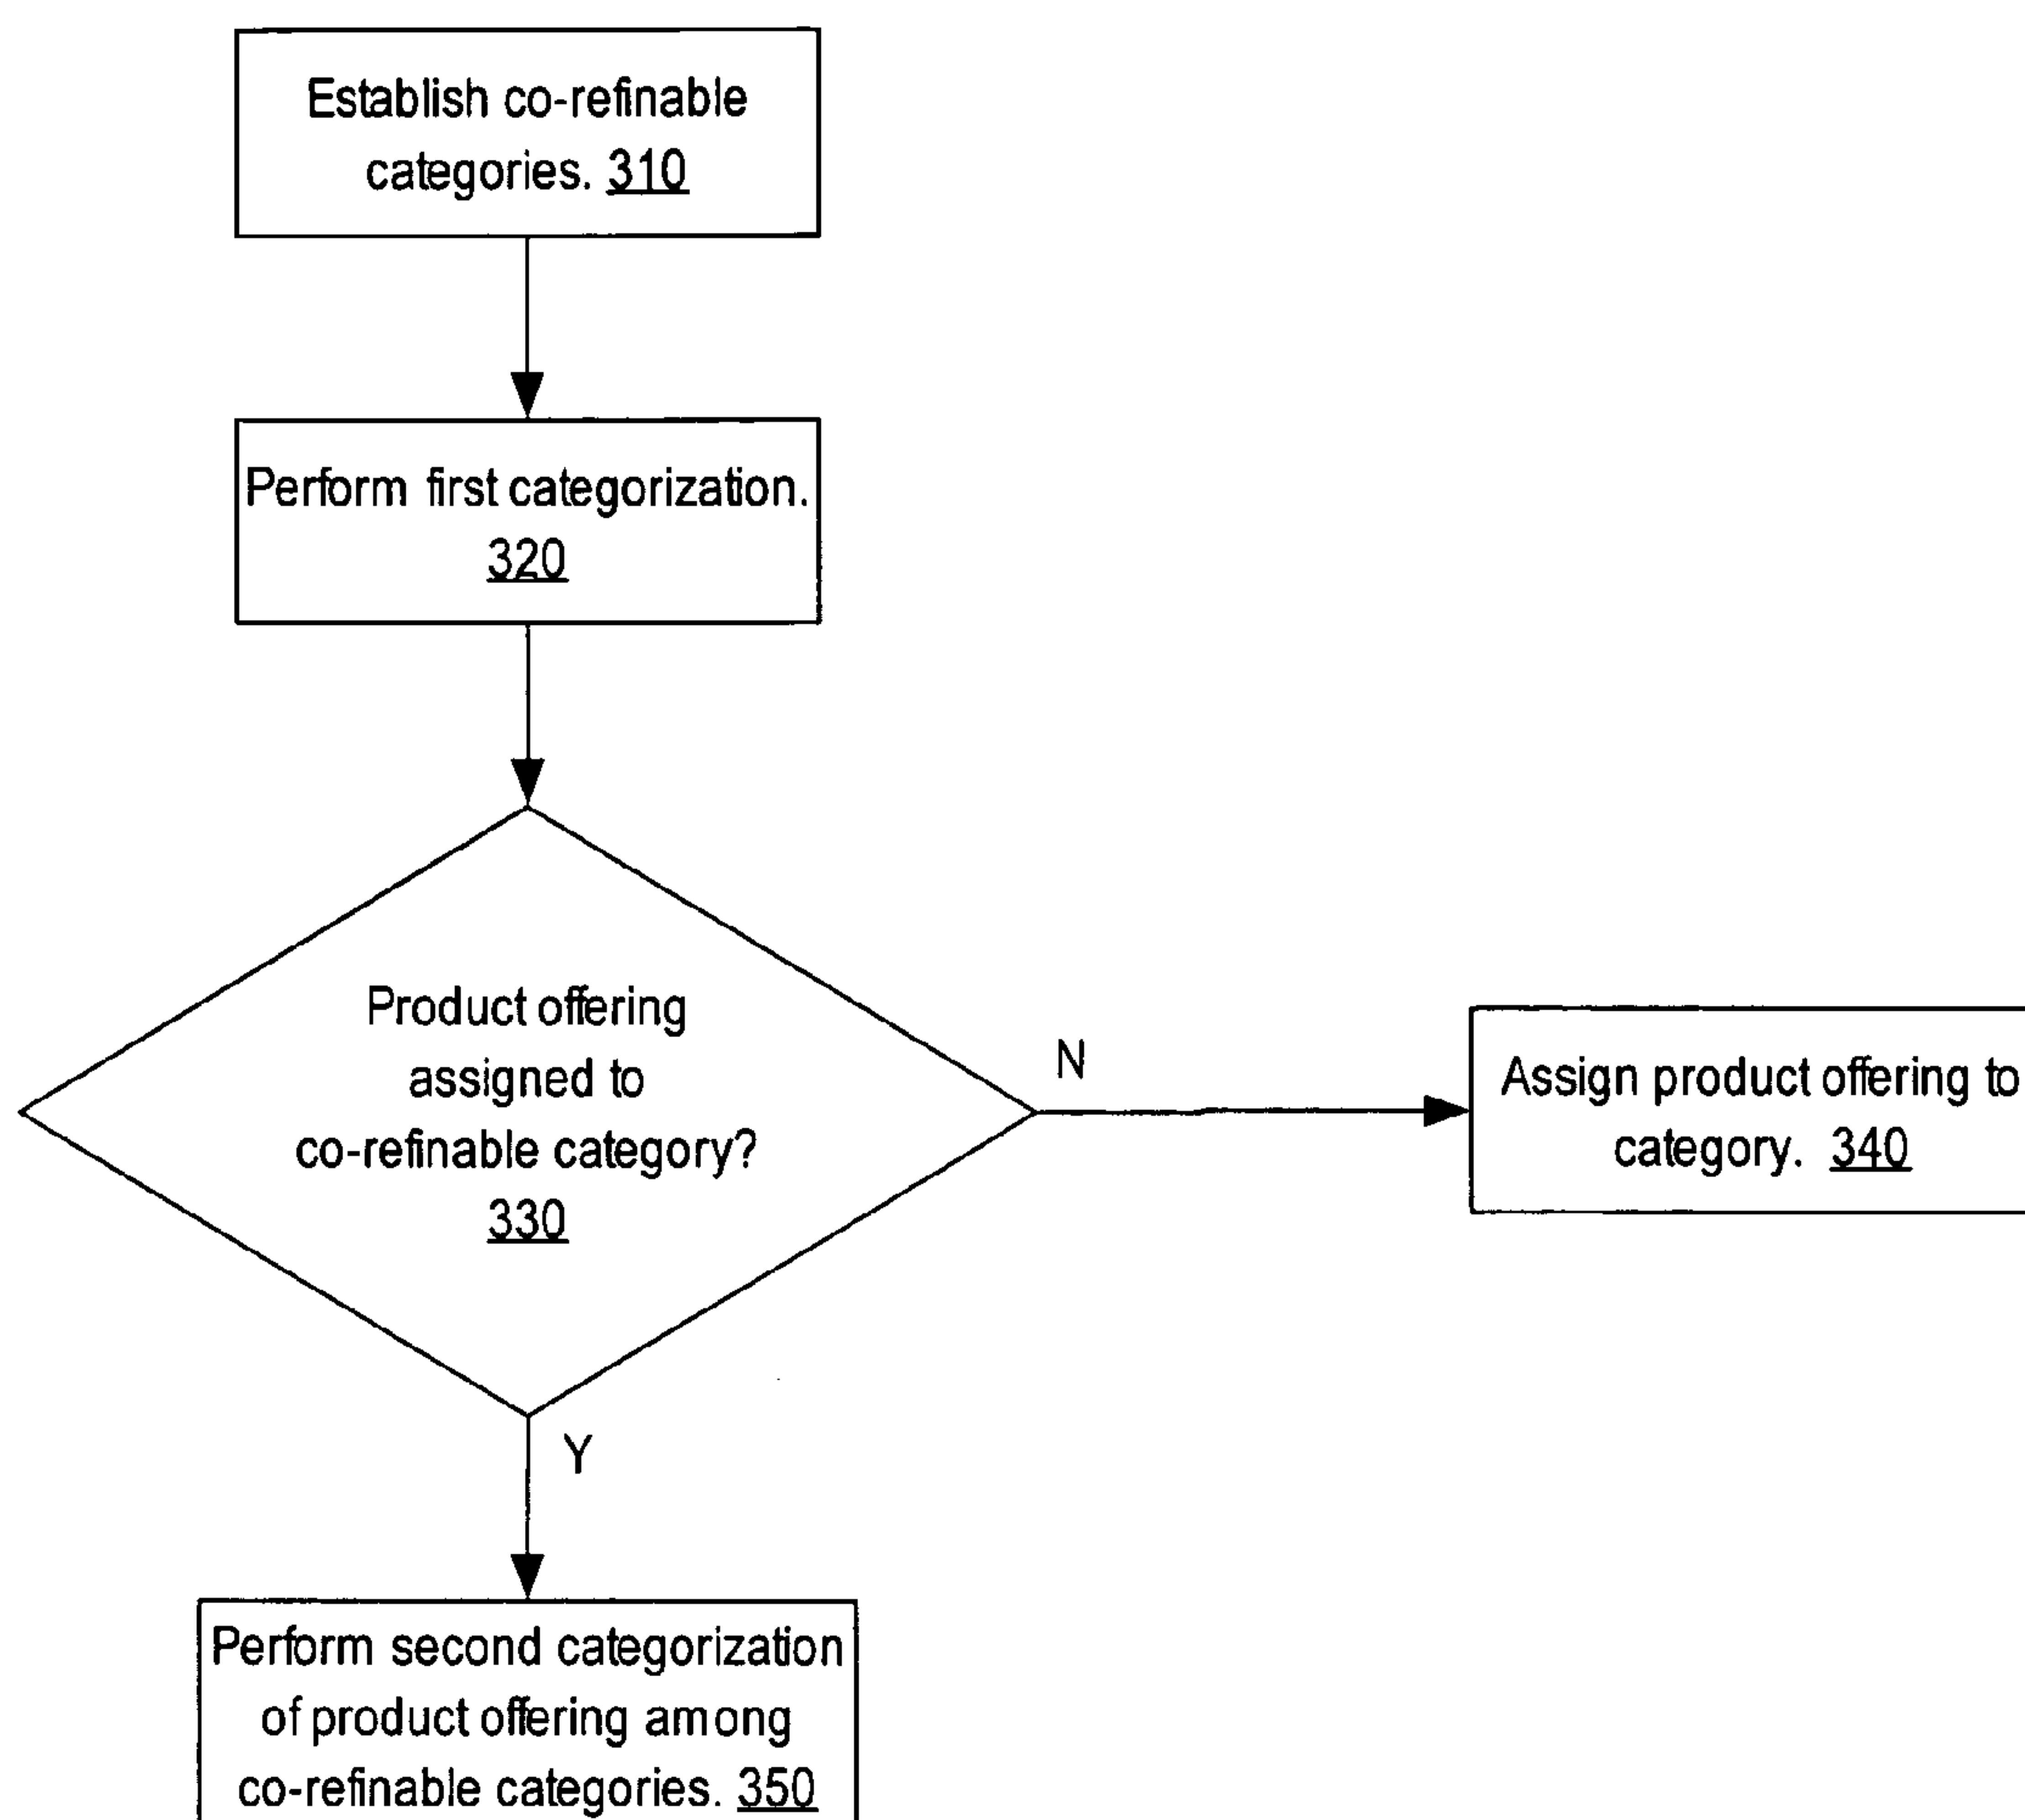 Establish co-refinable
categories. 310
Perform first categorization.
320
Product offering
assigned to
co-refinable category?
330
N
Assign product offering to
category. 340
Y
Perform second categorization
of product offering among
co-refinable categories. 350